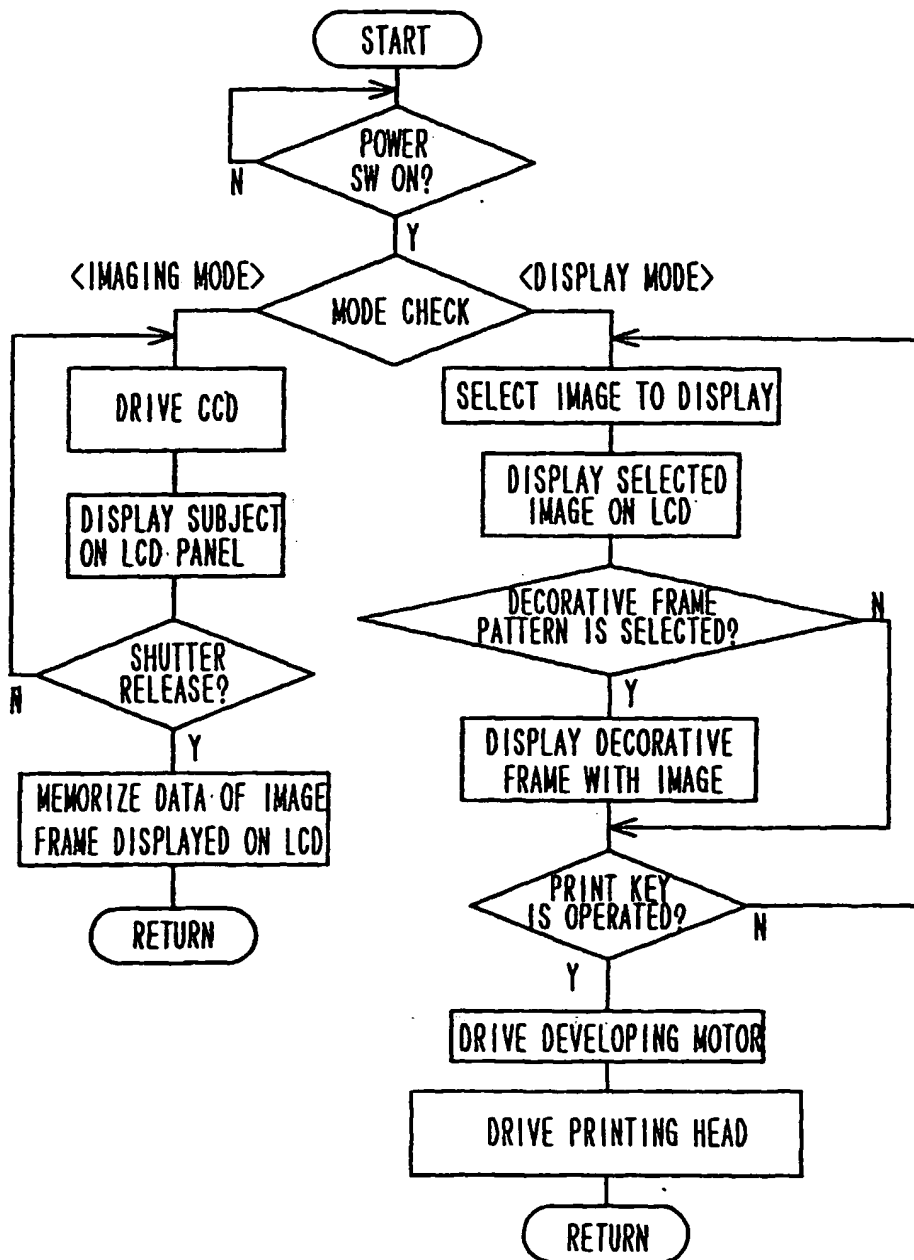 START
POWER
SW ON?
N
Y
<IMAGING MODE>
<DISPLAY MODE>
MODE CHECK
DRIVE CCD
DISPLAY SUBJECT
ON LCD PANEL
SHUTTER
RELEASE?
N
Y
MEMORIZE DATA OF IMAGE
FRAME DISPLAYED ON LCD
RETURN
SELECT IMAGE TO DISPLAY
DISPLAY SELECTED
IMAGE ON LCD
DECORATIVE FRAME
PATTERN IS SELECTED?
N
Y
DISPLAY DECORATIVE
FRAME WITH IMAGE
PRINT KEY
IS OPERATED?
N
Y
DRIVE DEVELOPING MOTOR
DRIVE PRINTING HEAD
RETURN